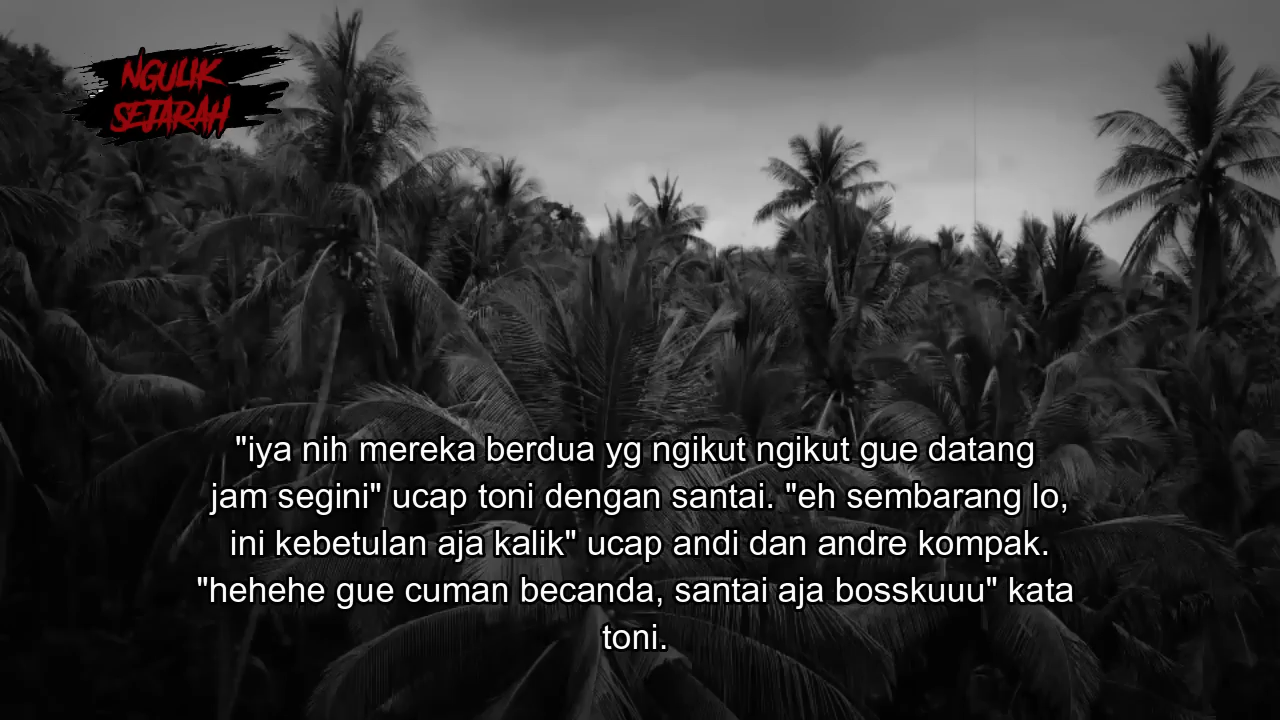 NGULIK
SEJARAH
"iya nih mereka berdua yg ngikut ngikut gue datang
jam segini" ucap toni dengan santai. "eh sembarang lo,
ini kebetulan aja kalik" ucap andi dan andre kompak.
"hehehe gue cuman becanda, santai aja bosskuuu" kata
toni.